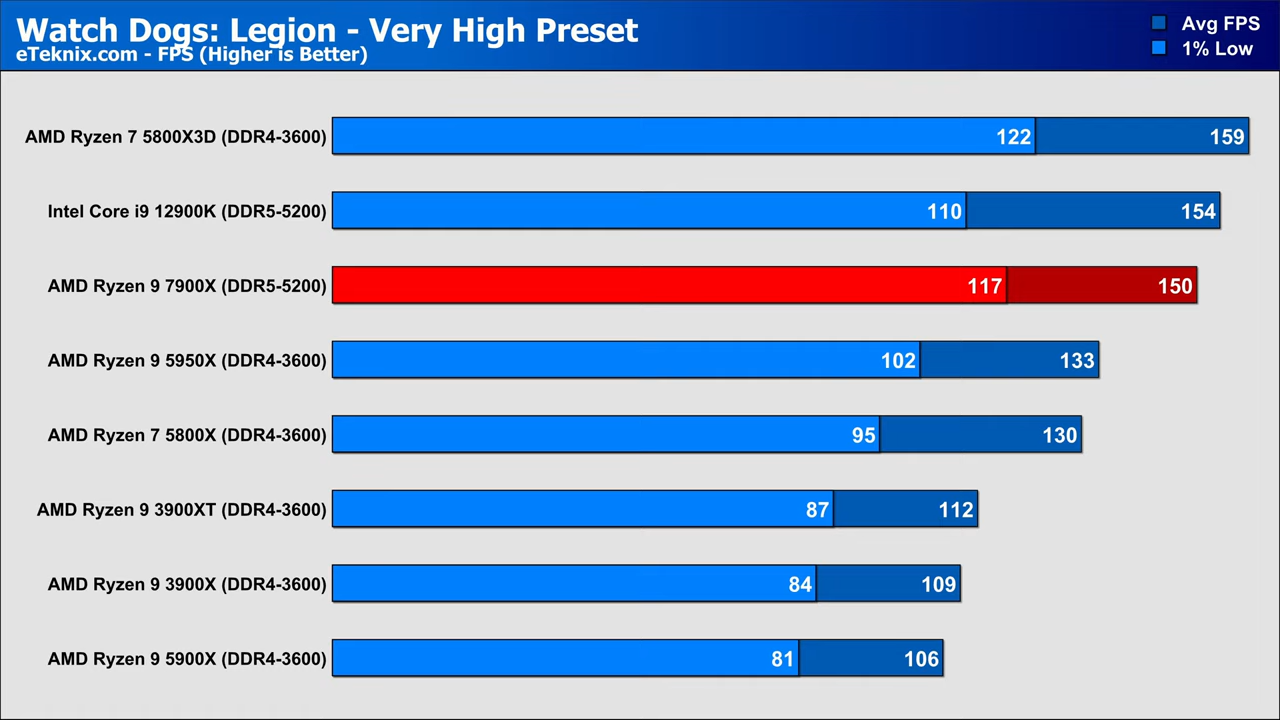 Watch Dogs: Legion - Very High Preset
eTeknix.com - FPS (Higher is Better)
Avg FPS
1% Low
AMD Ryzen 7 5800X3D (DDR4-3600) 122 159
Intel Core i9 12900K (DDR5-5200) 110 154
AMD Ryzen 9 7900X (DDR5-5200) 117 150
AMD Ryzen 9 5950X (DDR4-3600) 102 133
AMD Ryzen 7 5800X (DDR4-3600) 95 130
AMD Ryzen 9 3900XT (DDR4-3600) 87 112
AMD Ryzen 9 3900X (DDR4-3600) 84 109
AMD Ryzen 9 5900X (DDR4-3600) 81 106